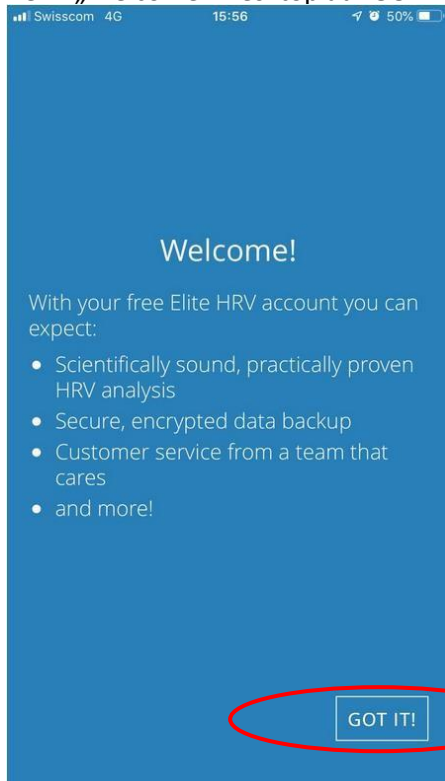 Swisscom 4G 15:56 50%
Welcome!
With your free Elite HRV account you can
expect:
• Scientifically sound, practically proven
HRV analysis
• Secure, encrypted data backup
• Customer service from a team that
cares
• and more!
GOT IT!